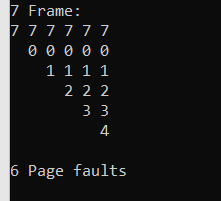 7 Frame:
7 7 7 7 7 7
  0 0 0 0 0
    1 1 1 1
      2 2 2
        3 3
          4
6 Page faults